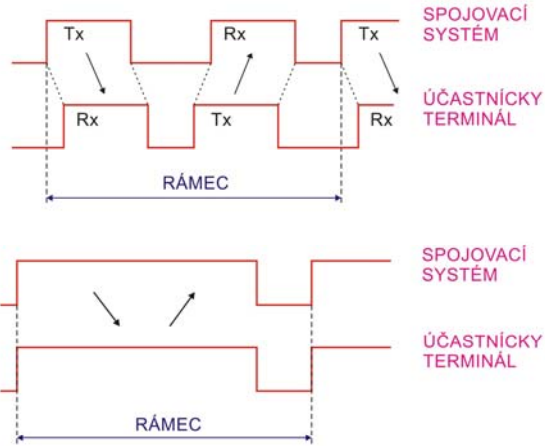 Tx
Rx
Tx
SPOJOVACÍ
SYSTÉM
Rx
Tx
Rx
ÚČASTNÍCKY
TERMINÁL
RÁMEC
SPOJOVACÍ
SYSTÉM
ÚČASTNÍCKY
TERMINÁL
RÁMEC